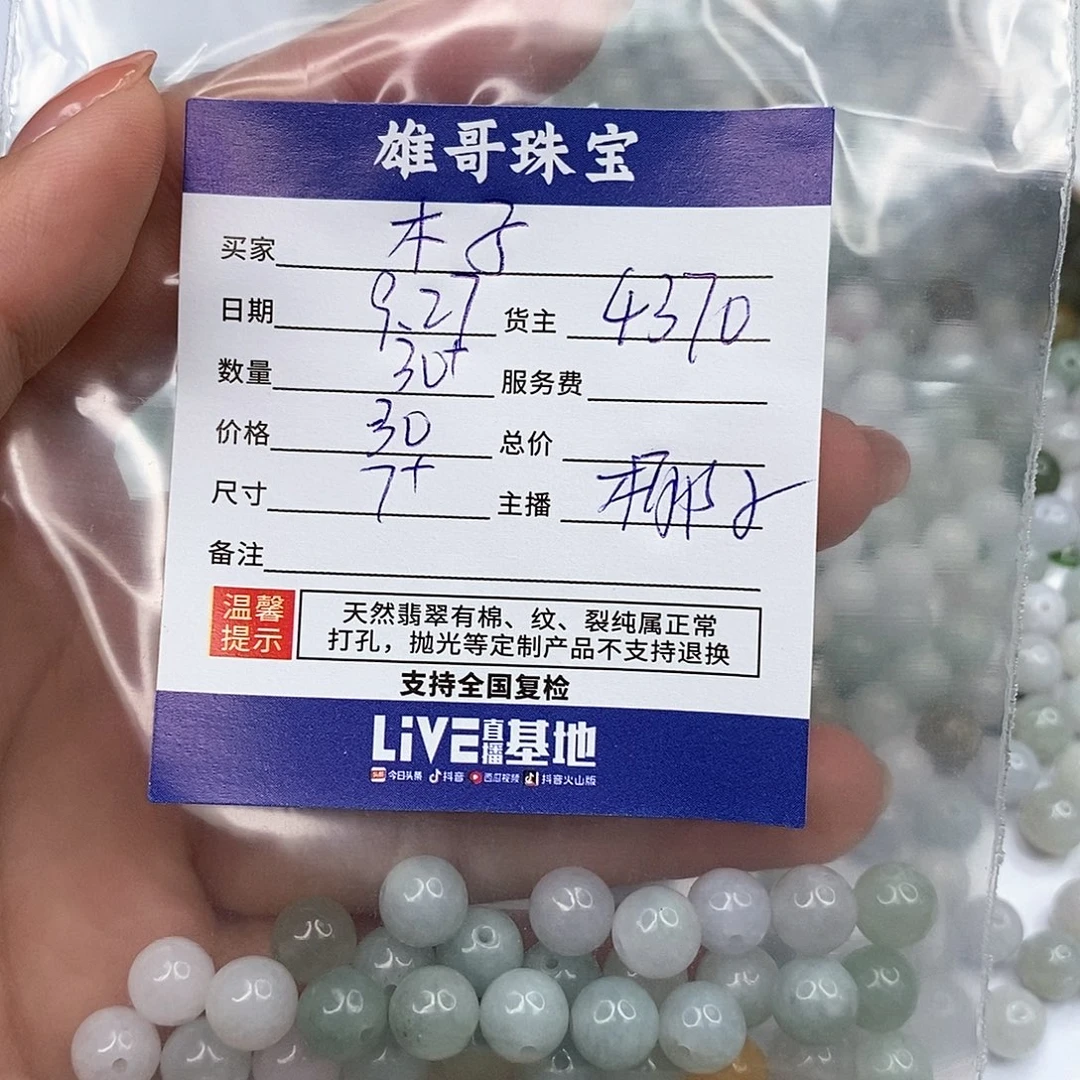 雄哥珠宝
买家 木子
日期 9.27 货主 4370
数量 30+ 服务费
价格 30 总价
尺寸 7+ 主播 椰子
备注
温馨提示 天然翡翠有棉、纹、裂纯属正常
打孔，抛光等定制产品不支持退换
支持全国复检
LiVE直播基地
头条 今日头条 抖音 西瓜视频 抖音火山版